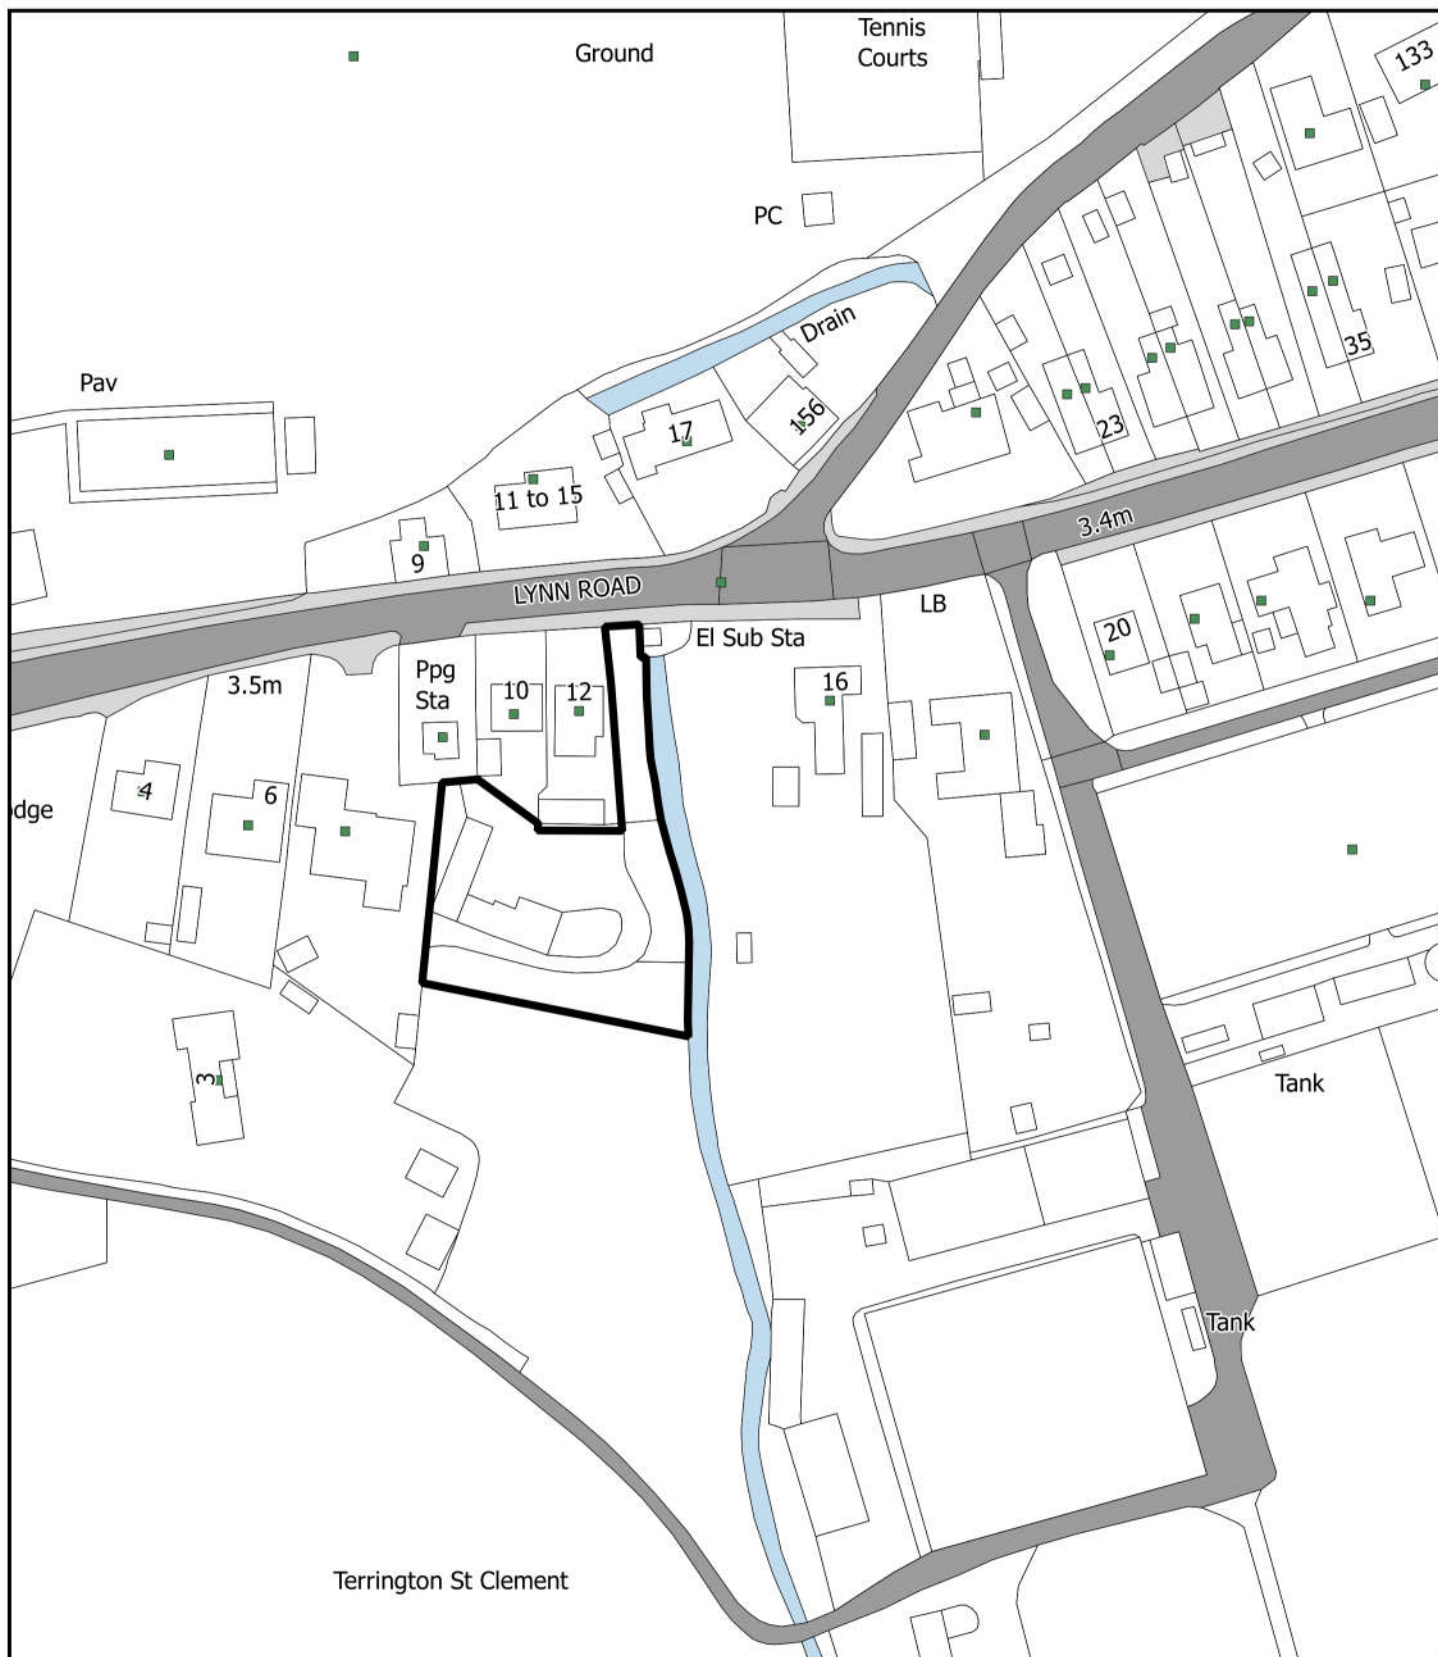 Tennis
Courts
Ground
133
PC
Drain
Pav
35
156
17
23
11 to 15
3.4m
9
LYNN ROAD
LB
20
El Sub Sta
Ppg
Sta
3.5m
10
12
16
4
6
odge
3
Tank
Tank
Terrington St Clement